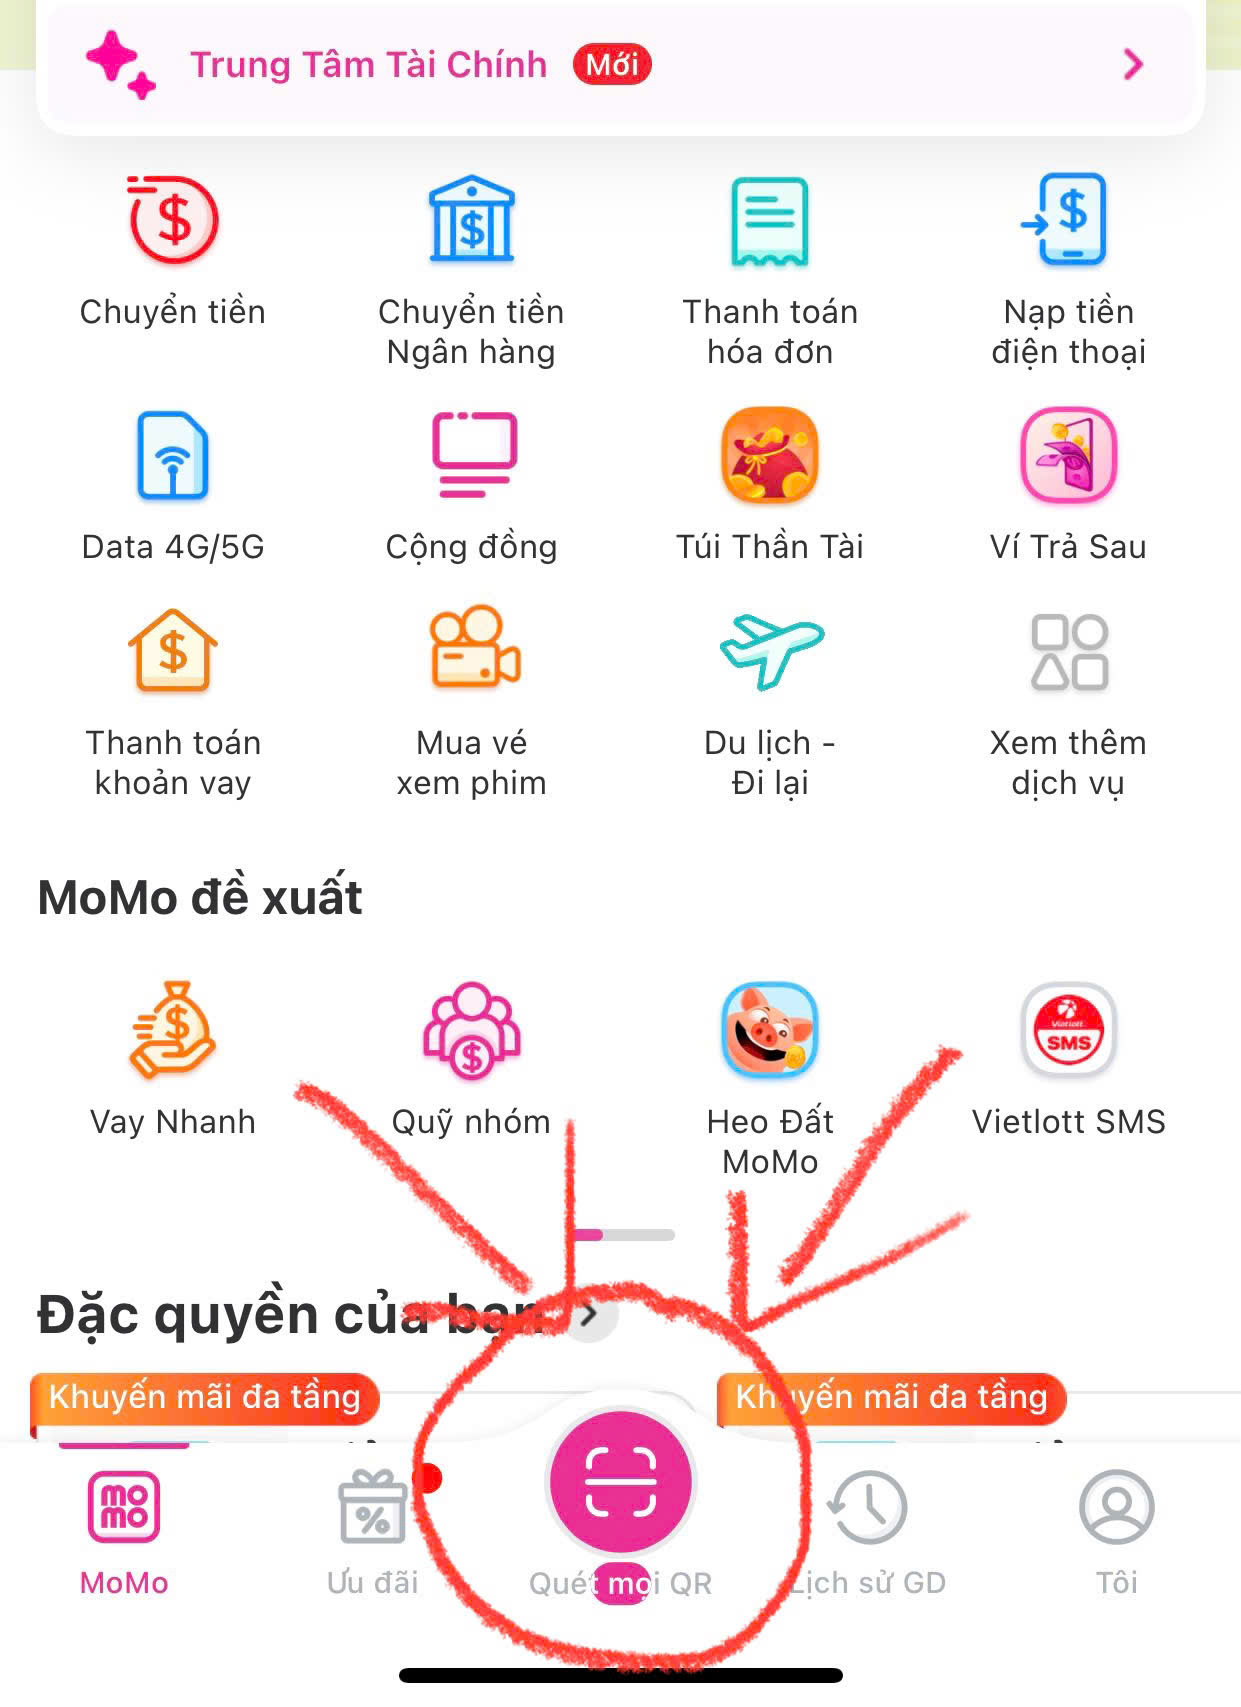 Trung Tâm Tài Chính Mới
Chuyển tiền
Chuyển tiền
Ngân hàng
Thanh toán
hóa đơn
Nạp tiền
điện thoại
Data 4G/5G
Cộng đồng
Túi Thần Tài
Ví Trả Sau
Thanh toán
khoản vay
Mua vé
xem phim
Du lịch -
Đi lại
Xem thêm
dịch vụ
MoMo đề xuất
Vay Nhanh
Quỹ nhóm
Heo Đất
MoMo
Vietlott
SMS
Vietlott SMS
Đặc quyền của bạn
Khuyến mãi đa tầng
Khuyến mãi đa tầng
mo
mo
MoMo
Ưu đãi
Quét mọi QR
Lịch sử GD
Tôi